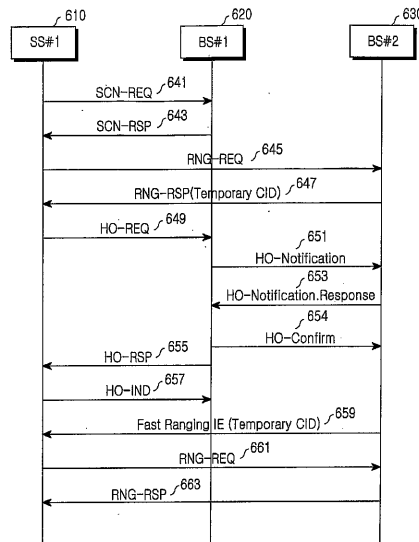 610
620
630
SS#1
BS#1
BS#2
SCN-REQ 641
SCN-RSP 643
RNG-REQ 645
RNG-RSP(Temporary CID) 647
HO-REQ 649
651
HO-Notification
653
HO-Notification.Response
654
HO-Confirm
HO-RSP 655
HO-IND 657
Fast Ranging IE (Temporary CID) 659
RNG-REQ 661
RNG-RSP 663